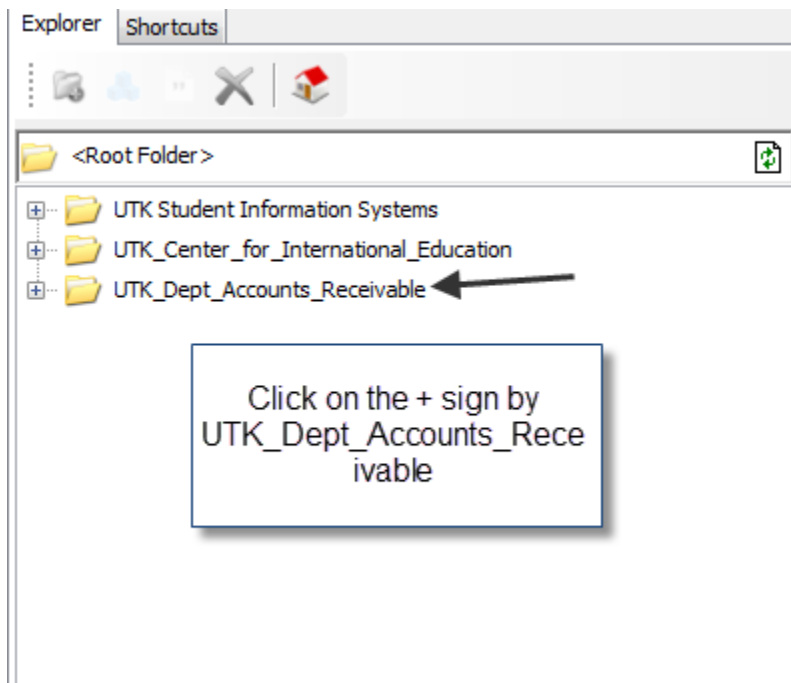 Explorer Shortcuts
<Root Folder>
UTK Student Information Systems
UTK_Center_for_International_Education
UTK_Dept_Accounts_Receivable
Click on the + sign by
UTK_Dept_Accounts_Rece
ivable